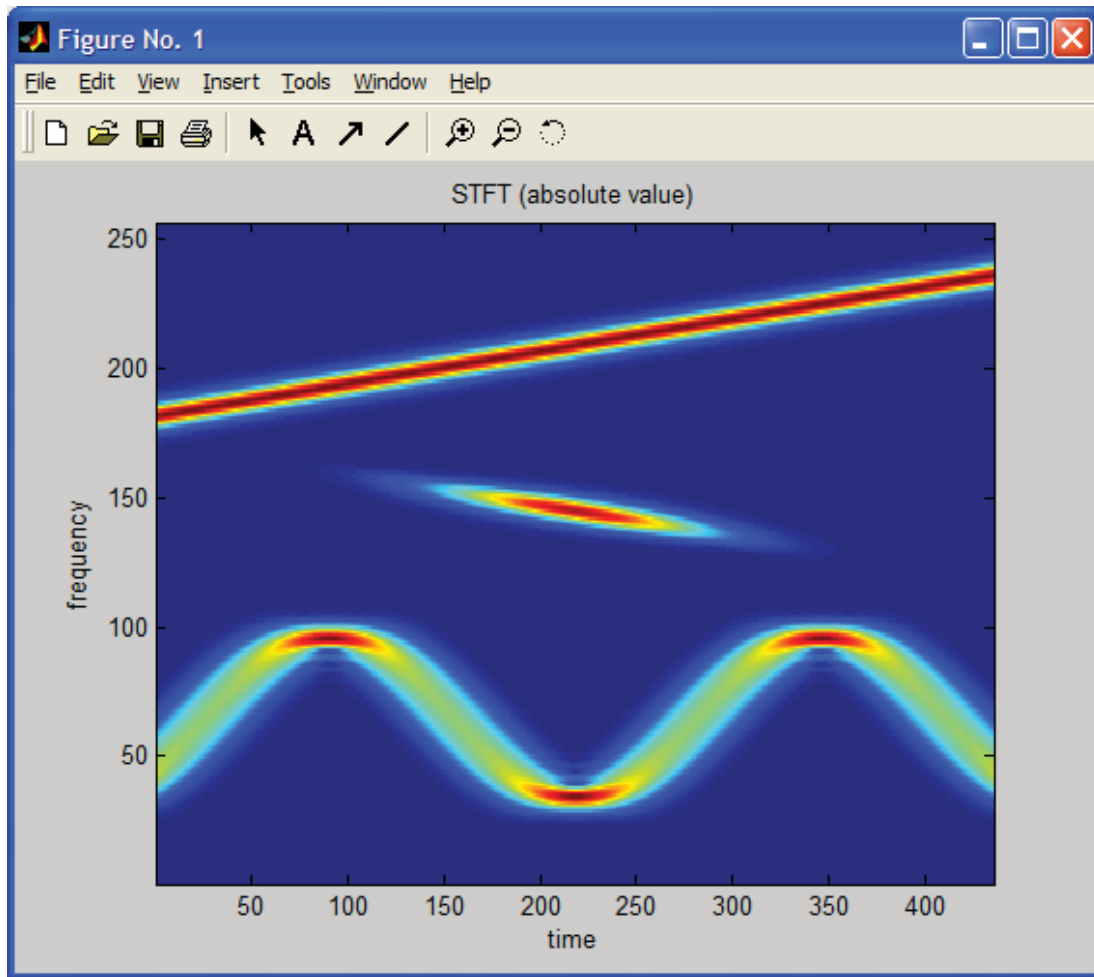 Figure No. 1
File Edit View Insert Tools Window Help
A
STFT (absolute value)
250
200
150
100
50
frequency
50 100 150 200 250 300 350 400
time